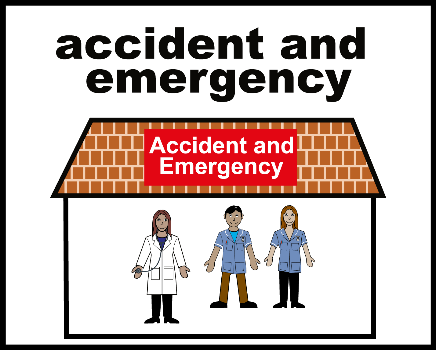 accident and
emergency
Accident and
Emergency